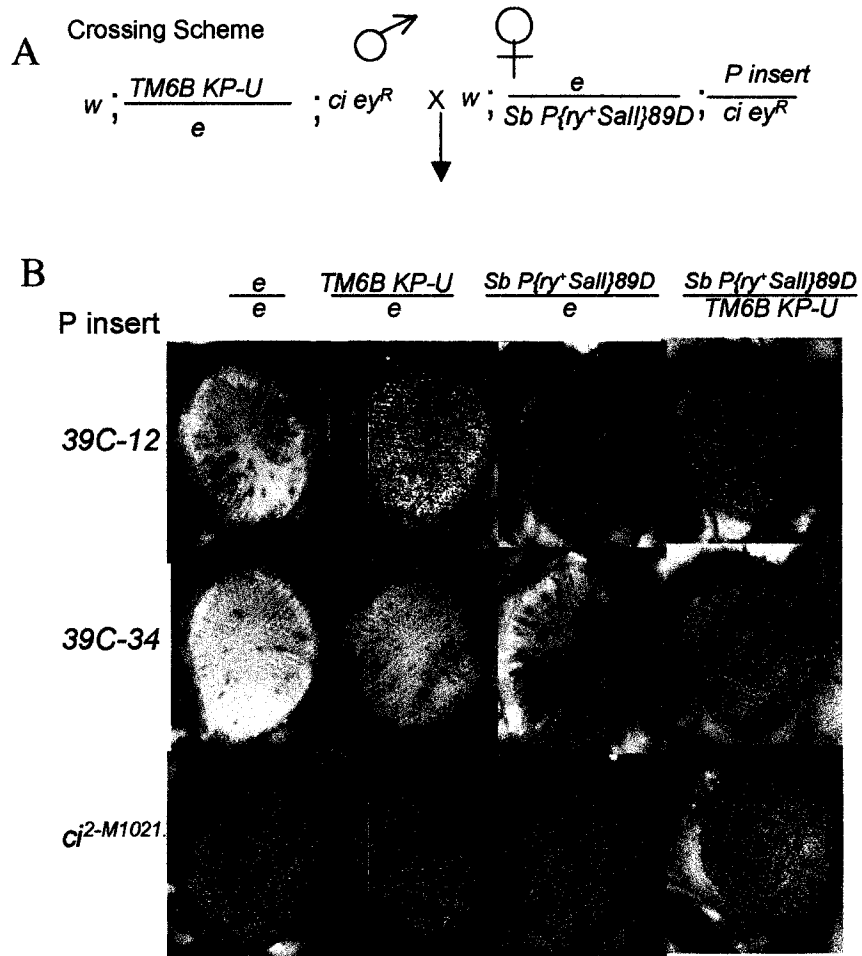 A Crossing Scheme
w ; TM6B KP-U / e ; ci ey^R X w ; e / Sb P{ry⁺SalI}89D ; P insert / ci ey^R
B
e / e TM6B KP-U / e Sb P{ry⁺SalI}89D / e Sb P{ry⁺SalI}89D / TM6B KP-U
P insert
39C-12
39C-34
ci^2-M1021.